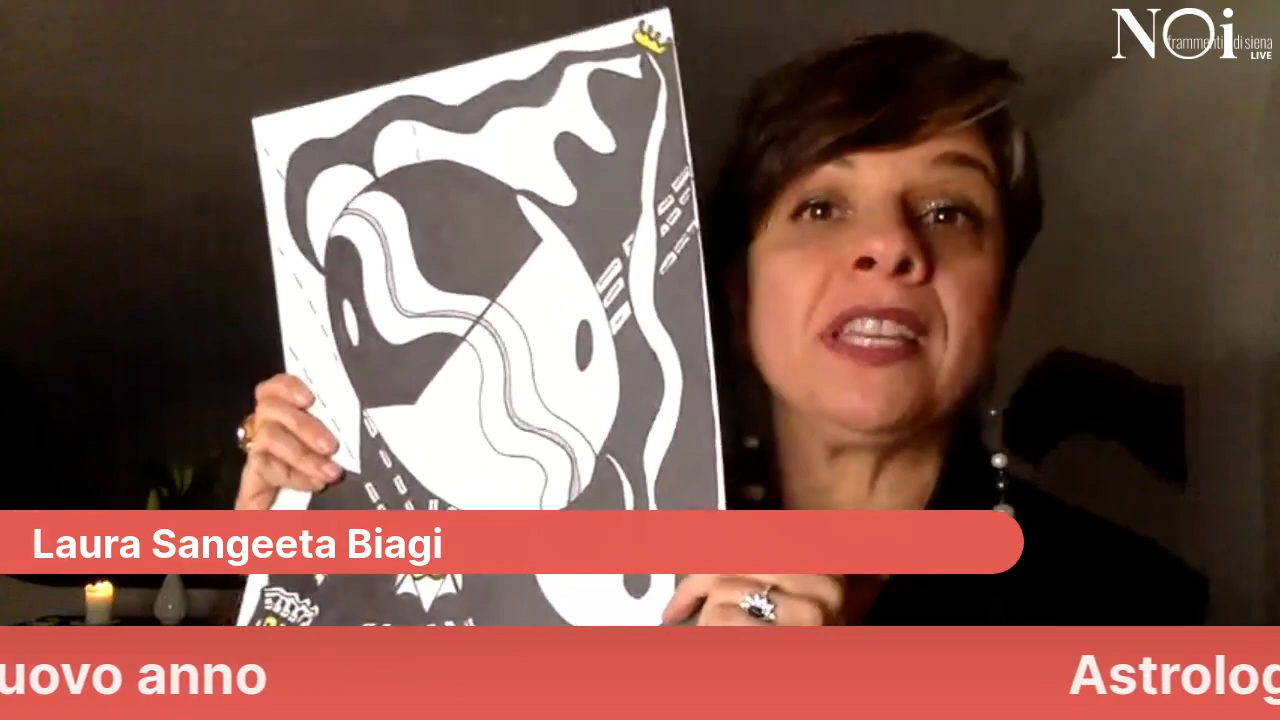 NOi
frammenti di siena
LIVE
Laura Sangeeta Biagi
uovo anno
Astrolog